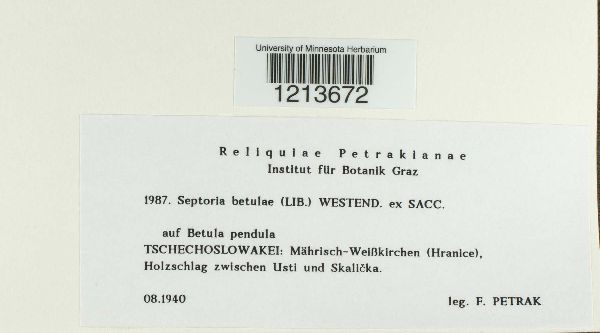 University of Minnesota Herbarium
1213672
Reliquiae Petrakianae
Institut für Botanik Graz
1987. Septoria betulae (LIB.) WESTEND. ex SACC.
auf Betula pendula
TSCHECHOSLOWAKEI: Mährisch-Weißkirchen (Hranice),
Holzschlag zwischen Usti und Skalička.
08.1940 leg. F. PETRAK